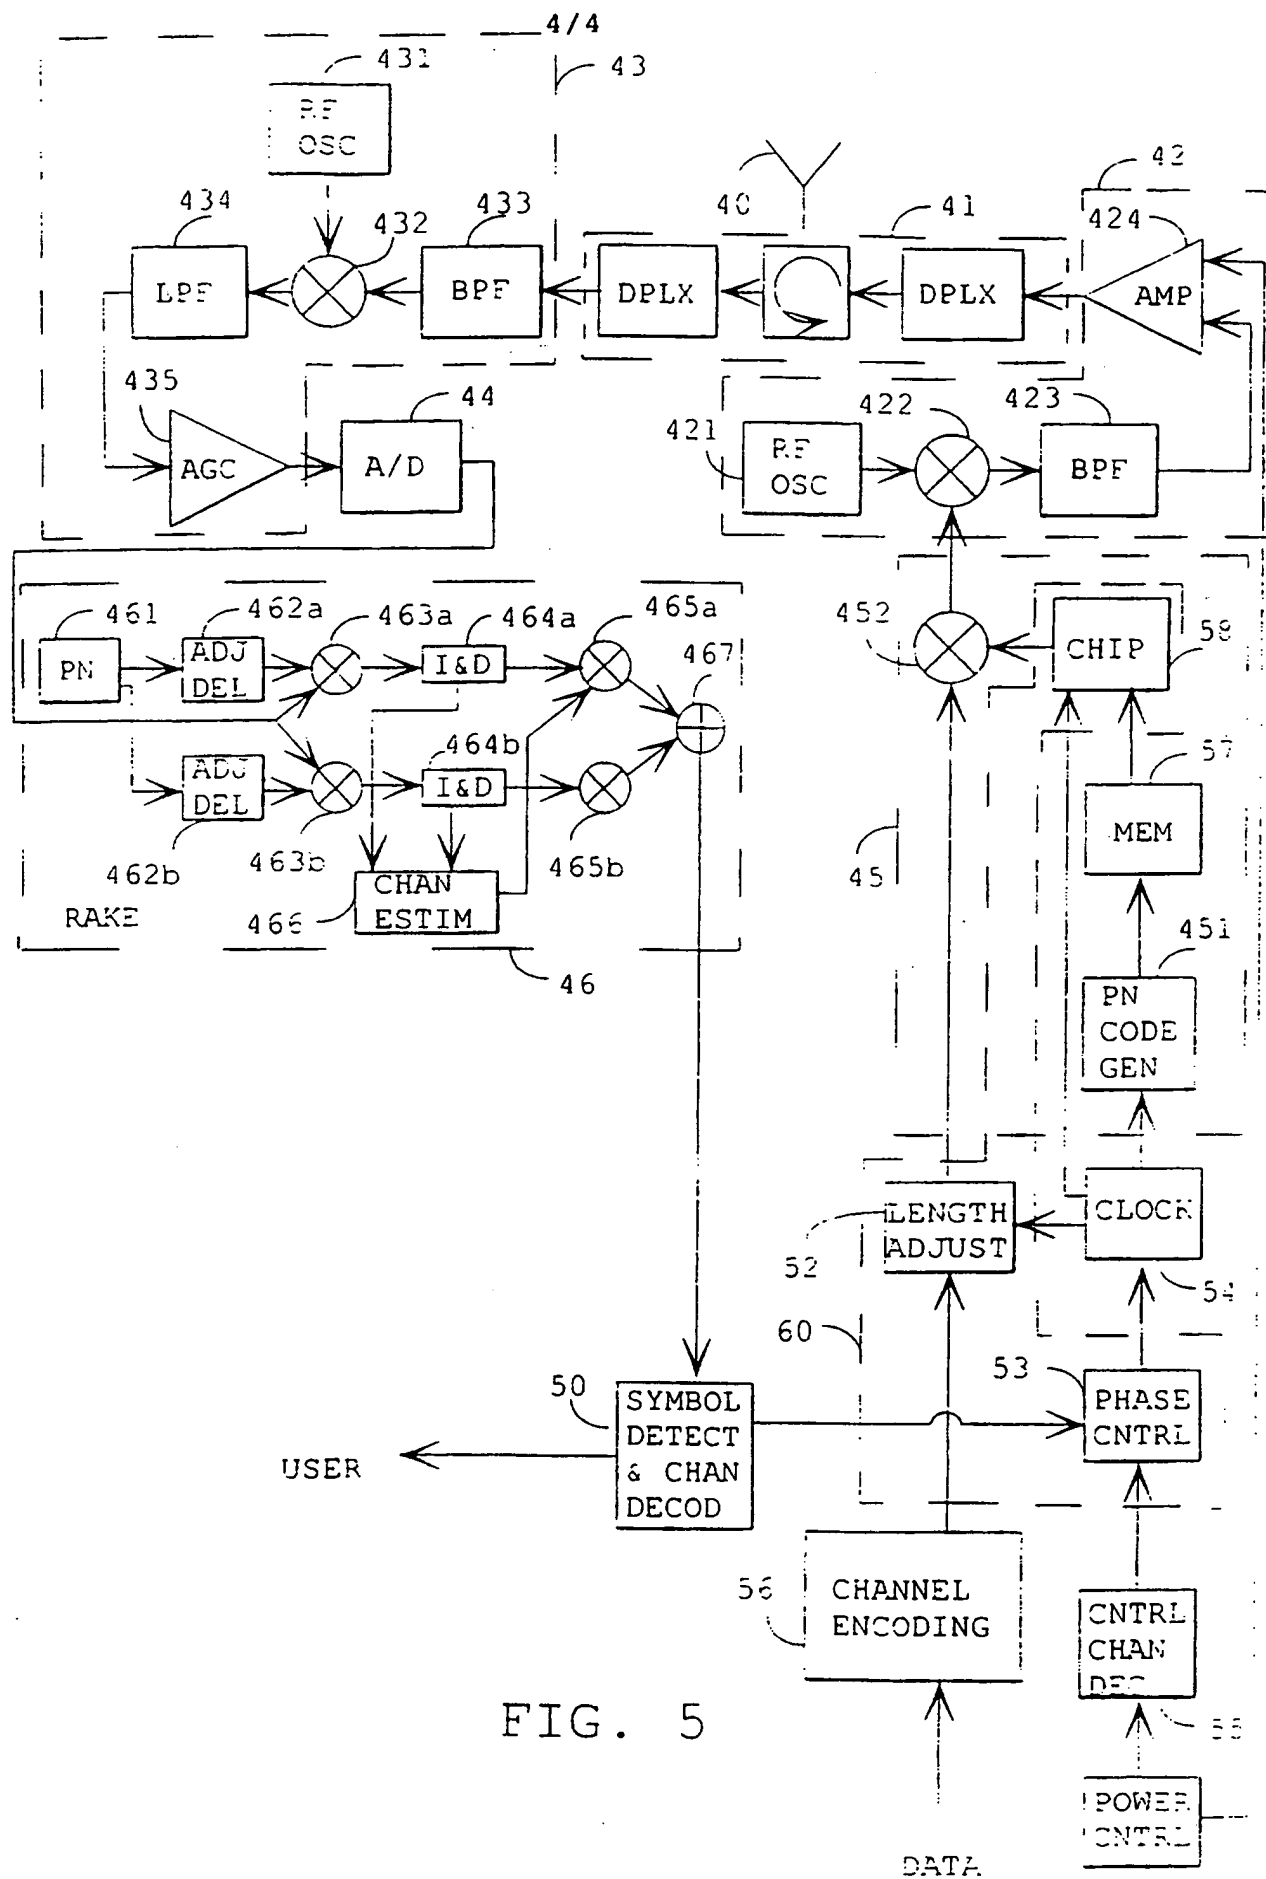 4/4
431
43
RF
OSC
42
40
41
424
434
432
433
LPF
BPF
DPLX
DPLX
AMP
435
44
421
422
423
AGC
A/D
RF
OSC
BPF
461
462a
463a
464a
465a
467
452
58
PN
ADJ
DEL
I&D
CHIP
464b
57
ADJ
DEL
I&D
MEM
462b
463b
465b
45
CHAN
ESTIM
466
RAKE
46
451
PN
CODE
GEN
LENGTH
ADJUST
CLOCK
52
54
60
53
50
SYMBOL
DETECT
& CHAN
DECOD
PHASE
CNTRL
USER
56
CHANNEL
ENCODING
CNTRL
CHAN
DEC
55
FIG. 5
POWER
CNTRL
DATA